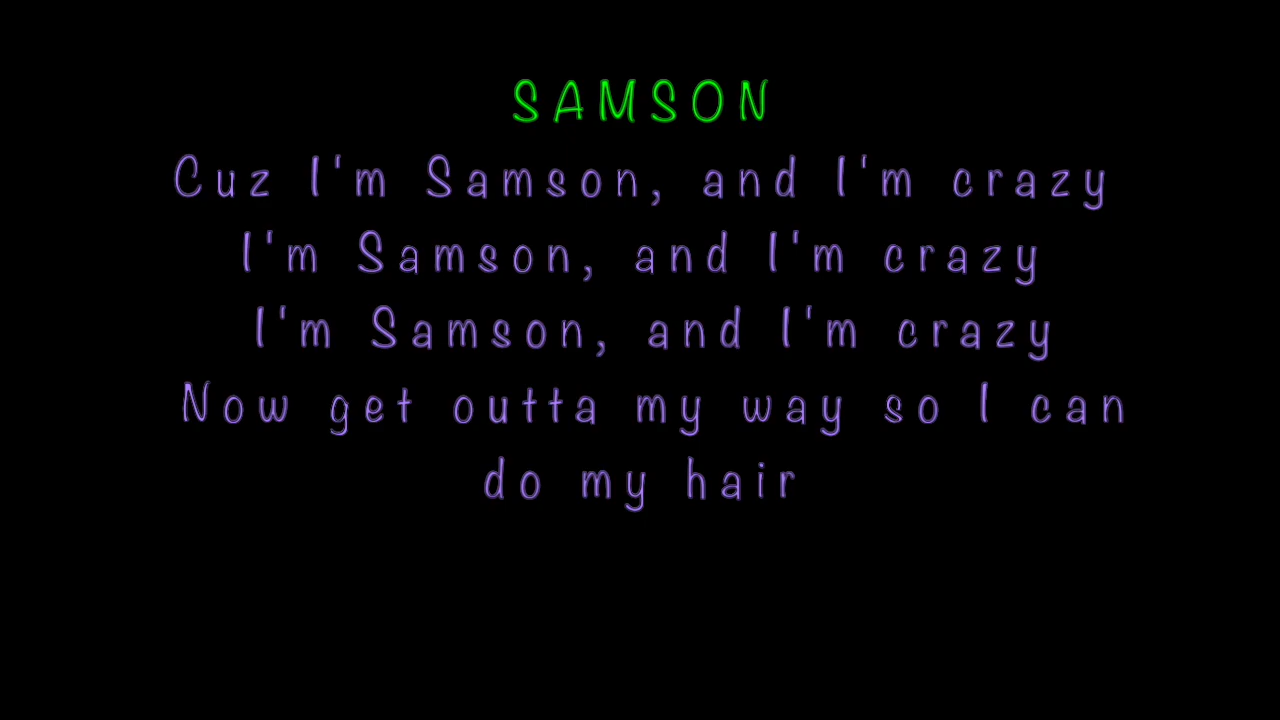 SAMSON
Cuz I'm Samson, and I'm crazy
I'm Samson, and I'm crazy
I'm Samson, and I'm crazy
Now get outta my way so I can
do my hair